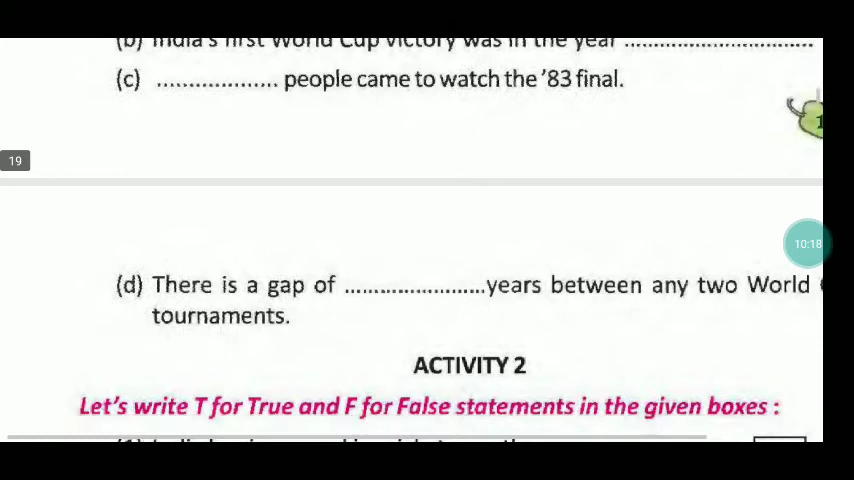 (b) India's first World Cup victory was in the year ................................
(c) ................... people came to watch the '83 final.
1
19
10:18
(d) There is a gap of ........................years between any two World
tournaments.
ACTIVITY 2
Let's write T for True and F for False statements in the given boxes :